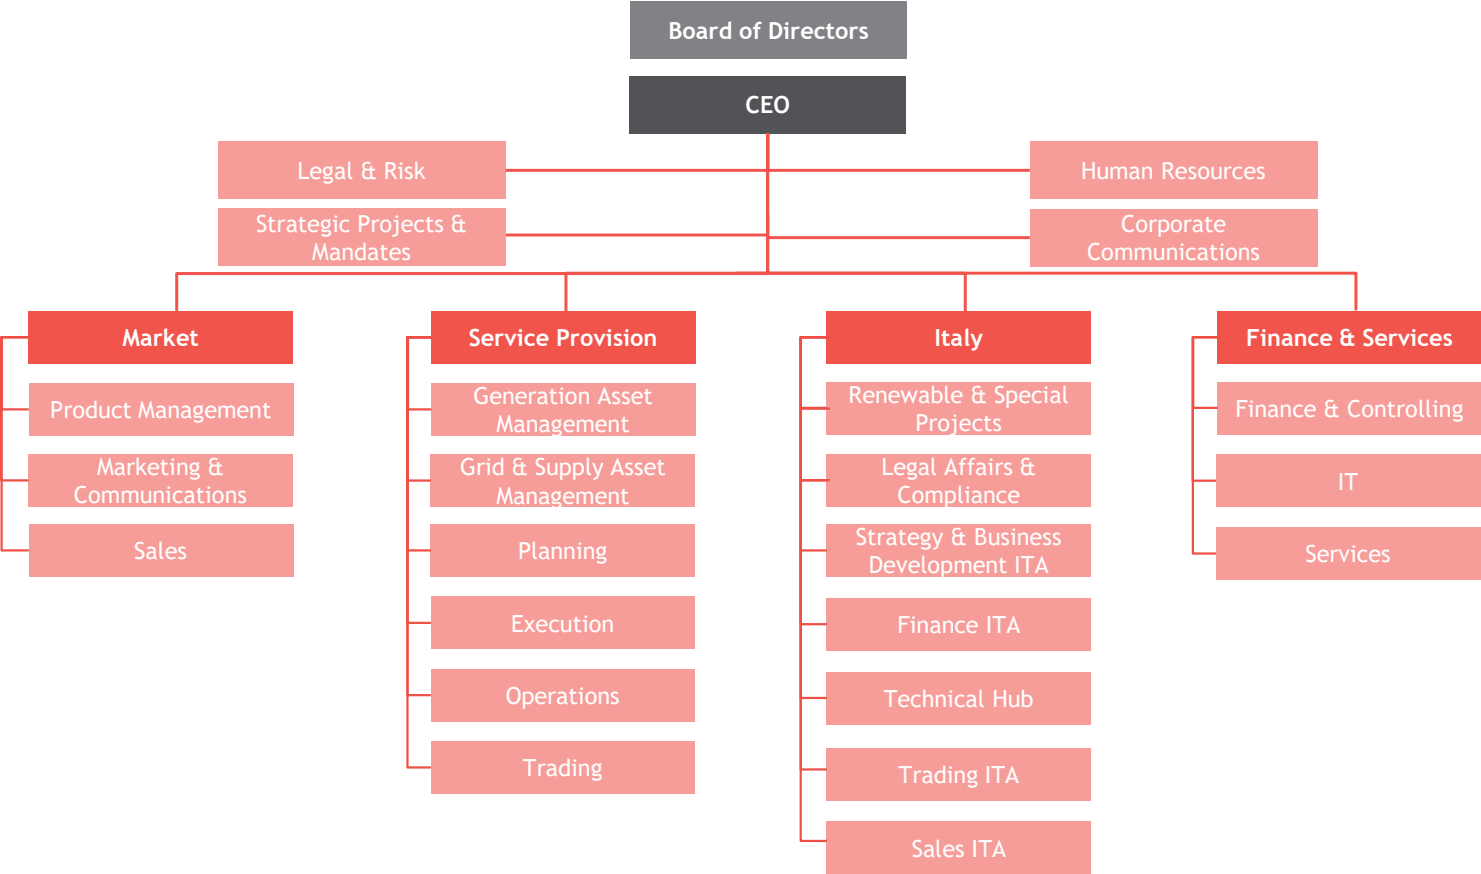 Board of Directors
CEO
Legal & Risk
Human Resources
Strategic Projects &
Mandates
Corporate
Communications
Market
Product Management
Marketing &
Communications
Sales
Service Provision
Generation Asset
Management
Grid & Supply Asset
Management
Planning
Execution
Operations
Trading
Italy
Renewable & Special
Projects
Legal Affairs &
Compliance
Strategy & Business
Development ITA
Finance ITA
Technical Hub
Trading ITA
Sales ITA
Finance & Services
Finance & Controlling
IT
Services